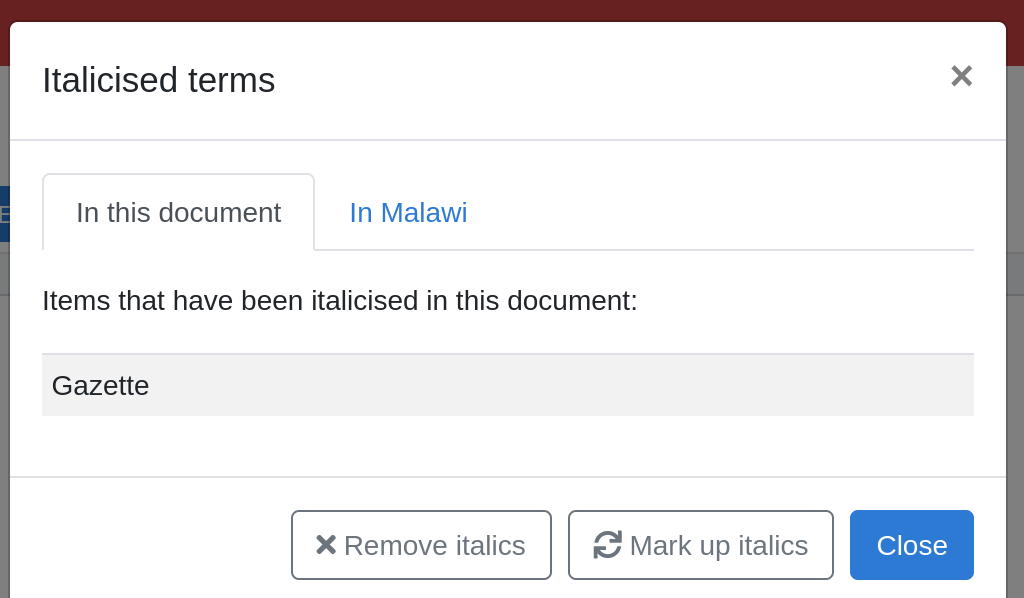 Italicised terms
In this document
In Malawi
Items that have been italicised in this document:
Gazette
Remove italics
Mark up italics
Close